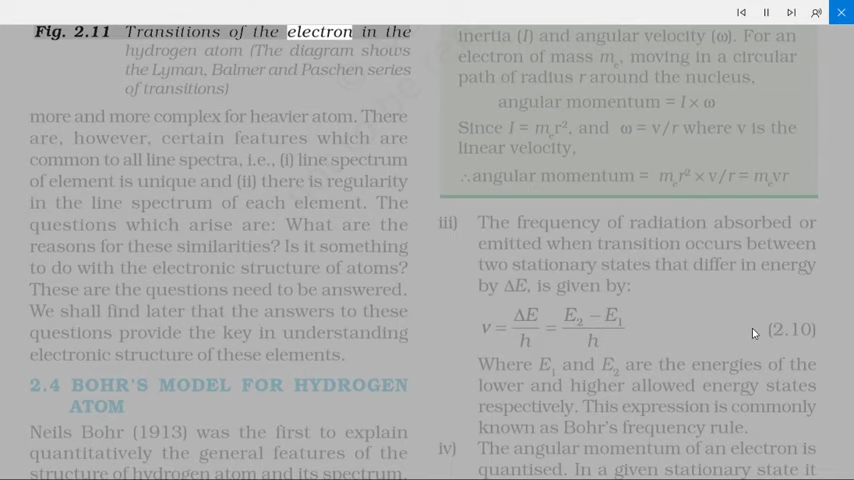 Fig. 2.11 Transitions of the electron in the
hydrogen atom (The diagram shows
the Lyman, Balmer and Paschen series
of transitions)
more and more complex for heavier atom. There
are, however, certain features which are
common to all line spectra, i.e., (i) line spectrum
of element is unique and (ii) there is regularity
in the line spectrum of each element. The
questions which arise are: What are the
reasons for these similarities? Is it something
to do with the electronic structure of atoms?
These are the questions need to be answered.
We shall find later that the answers to these
questions provide the key in understanding
electronic structure of these elements.
2.4 BOHR'S MODEL FOR HYDROGEN
ATOM
Neils Bohr (1913) was the first to explain
quantitatively the general features of the
structure of hydrogen atom and its spectrum.
inertia (I) and angular velocity (ω). For an
electron of mass mₑ, moving in a circular
path of radius r around the nucleus,
angular momentum = I × ω
Since I = mₑr², and ω = v/r where v is the
linear velocity,
∴angular momentum = mₑr² × v/r = mₑvr
iii) The frequency of radiation absorbed or
emitted when transition occurs between
two stationary states that differ in energy
by ΔE, is given by:
ν = ΔE/h = (E₂ − E₁)/h (2.10)
Where E₁ and E₂ are the energies of the
lower and higher allowed energy states
respectively. This expression is commonly
known as Bohr's frequency rule.
iv) The angular momentum of an electron is
quantised. In a given stationary state it